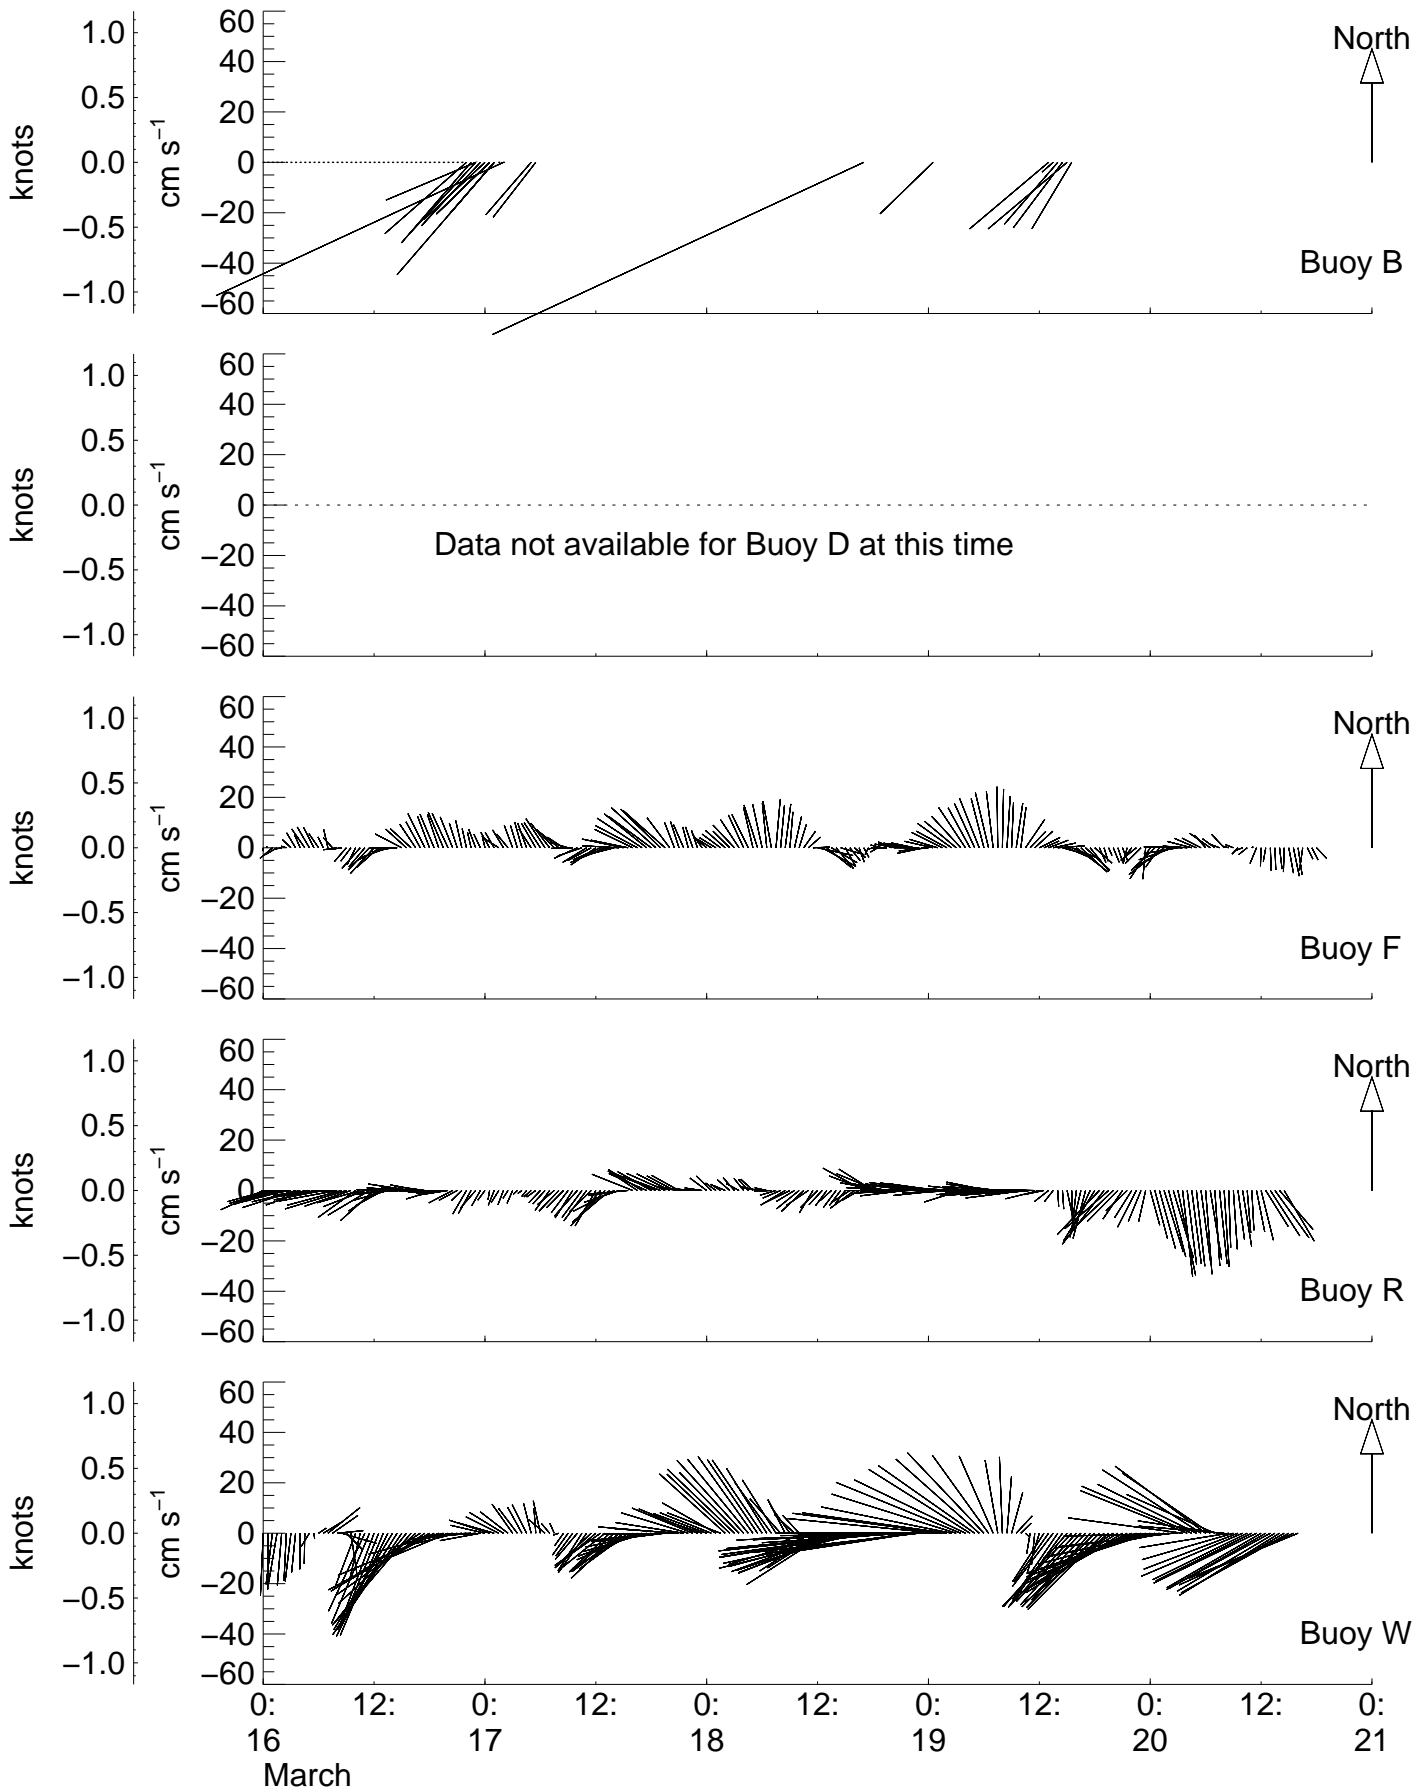 1.0
0.5
0.0
−0.5
−1.0
knots
60
40
20
0
−20
−40
−60
cm s⁻¹
North
Buoy B
1.0
0.5
0.0
−0.5
−1.0
knots
60
40
20
0
−20
−40
−60
cm s⁻¹
Data not available for Buoy D at this time
1.0
0.5
0.0
−0.5
−1.0
knots
60
40
20
0
−20
−40
−60
cm s⁻¹
North
Buoy F
1.0
0.5
0.0
−0.5
−1.0
knots
60
40
20
0
−20
−40
−60
cm s⁻¹
North
Buoy R
1.0
0.5
0.0
−0.5
−1.0
knots
60
40
20
0
−20
−40
−60
cm s⁻¹
North
Buoy W
0: 12: 0: 12: 0: 12: 0: 12: 0: 12: 0:
16 17 18 19 20 21
March